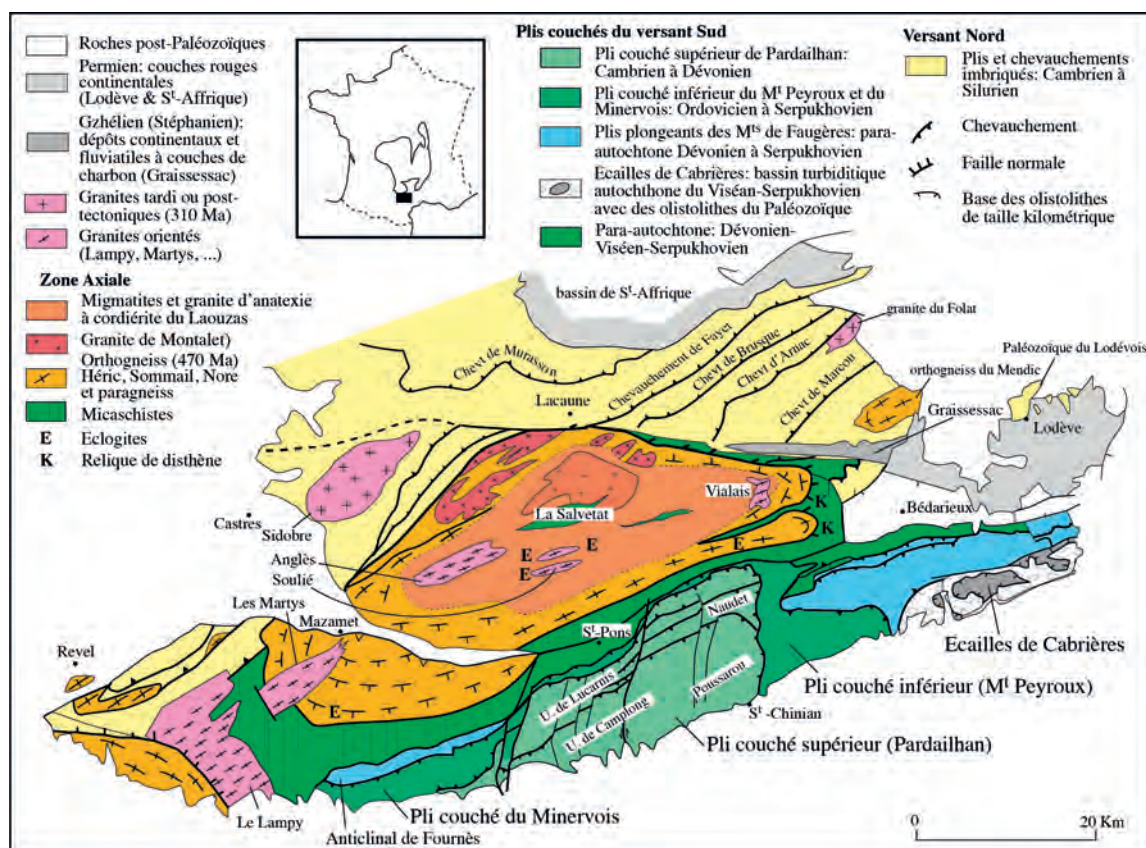 Roches post-Paléozoïques
Permien: couches rouges
continentales
(Lodève & Sᵗ-Affrique)
Gzhélien (Stéphanien):
dépôts continentaux et
fluviatiles à couches de
charbon (Graissessac)
Granites tardi ou post-
tectoniques (310 Ma)
Granites orientés
(Lampy, Martys, ...)
Zone Axiale
Migmatites et granite d'anatexie
à cordiérite du Laouzas
Granite de Montalet)
Orthogneiss (470 Ma)
Héric, Sommail, Nore
et paragneiss
Micaschistes
E Eclogites
K Relique de disthène
Plis couchés du versant Sud
Pli couché supérieur de Pardailhan:
Cambrien à Dévonien
Pli couché inférieur du Mᵗ Peyroux et du
Minervois: Ordovicien à Serpukhovien
Plis plongeants des Mᵗˢ de Faugères: para-
autochtone Dévonien à Serpukhovien
Ecailles de Cabrières: bassin turbiditique
autochthone du Viséan-Serpukhovien
avec des olistolithes du Paléozoïque
Para-autochtone: Dévonien-
Viséen-Serpukhovien
Versant Nord
Plis et chevauchements
imbriqués: Cambrien à
Silurien
Chevauchement
Faille normale
Base des olistolithes
de taille kilométrique
bassin de Sᵗ-Affrique
granite du Folat
Chevᵗ de Murasson
Chevauchement de Fayet
Chevᵗ de Brusque
Chevᵗ d'Arnac
Chevᵗ de Marcou
Paléozoïque du Lodévois
orthogneiss du Mendic
Lacaune
Graissessac
Lodève
Vialais
K
Castres
Sidobre
La Salvetat
Bédarieux
K
E
E
E
E
Anglès
Soulié
Les Martys
Mazamet
Sᵗ-Pons
Naudet
Ecailles de Cabrières
Revel
U. de Lucarnis
Poussarou
Pli couché inférieur (Mᵗ Peyroux)
E
U. de Camplong
Sᵗ -Chinian
Pli couché supérieur (Pardailhan)
Le Lampy
Pli couché du Minervois
Anticlinal de Fournès
0 20 Km